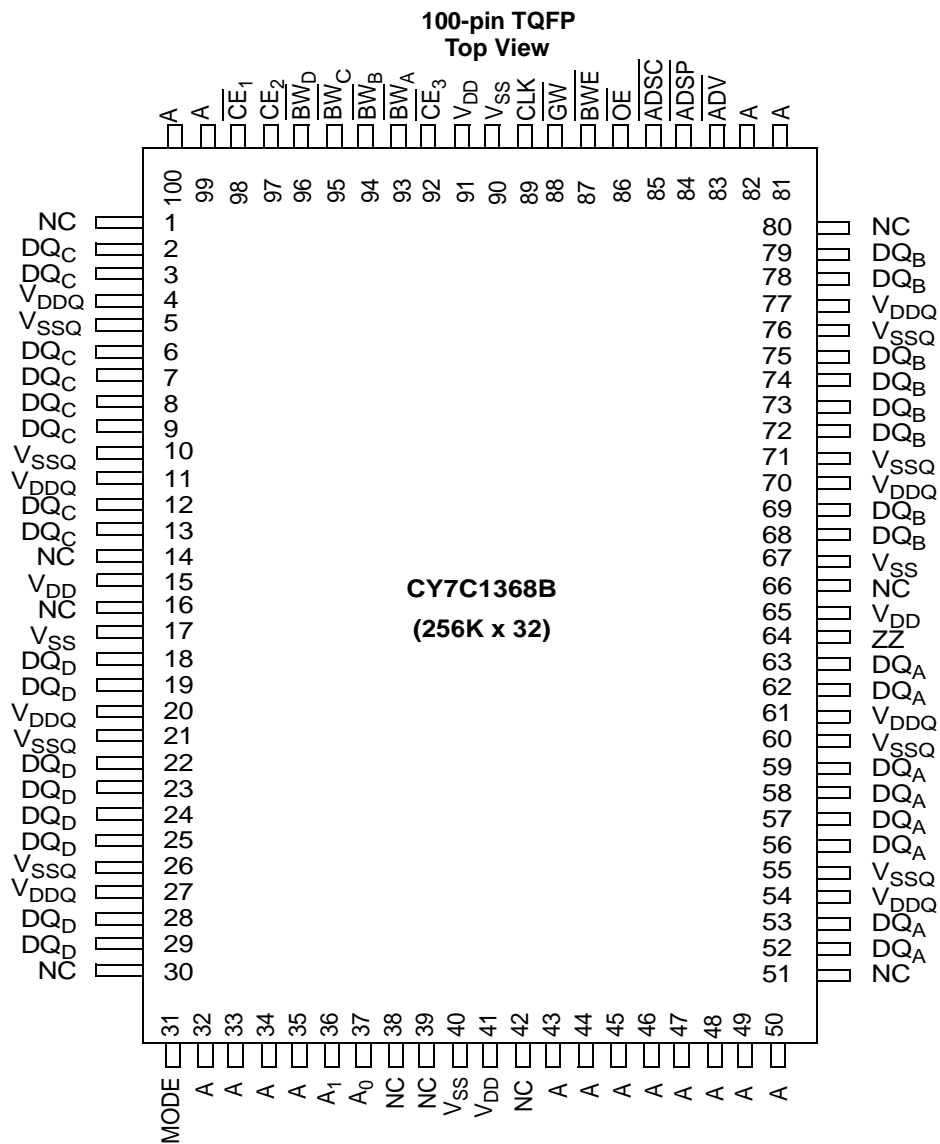 100-pin TQFP
Top View
A A CE1 CE2 BWD BWC BWB BWA CE3 VDD VSS CLK GW BWE OE ADSC ADSP ADV A A
100 99 98 97 96 95 94 93 92 91 90 89 88 87 86 85 84 83 82 81
NC 1 80 NC
DQC 2 79 DQB
DQC 3 78 DQB
VDDQ 4 77 VDDQ
VSSQ 5 76 VSSQ
DQC 6 75 DQB
DQC 7 74 DQB
DQC 8 73 DQB
DQC 9 72 DQB
VSSQ 10 71 VSSQ
VDDQ 11 70 VDDQ
DQC 12 69 DQB
DQC 13 68 DQB
NC 14 67 VSS
VDD 15 66 NC
NC 16 65 VDD
VSS 17 64 ZZ
DQD 18 63 DQA
DQD 19 62 DQA
VDDQ 20 61 VDDQ
VSSQ 21 60 VSSQ
DQD 22 59 DQA
DQD 23 58 DQA
DQD 24 57 DQA
DQD 25 56 DQA
VSSQ 26 55 VSSQ
VDDQ 27 54 VDDQ
DQD 28 53 DQA
DQD 29 52 DQA
NC 30 51 NC
CY7C1368B
(256K x 32)
31 32 33 34 35 36 37 38 39 40 41 42 43 44 45 46 47 48 49 50
MODE A A A A A1 A0 NC NC VSS VDD NC A A A A A A A A